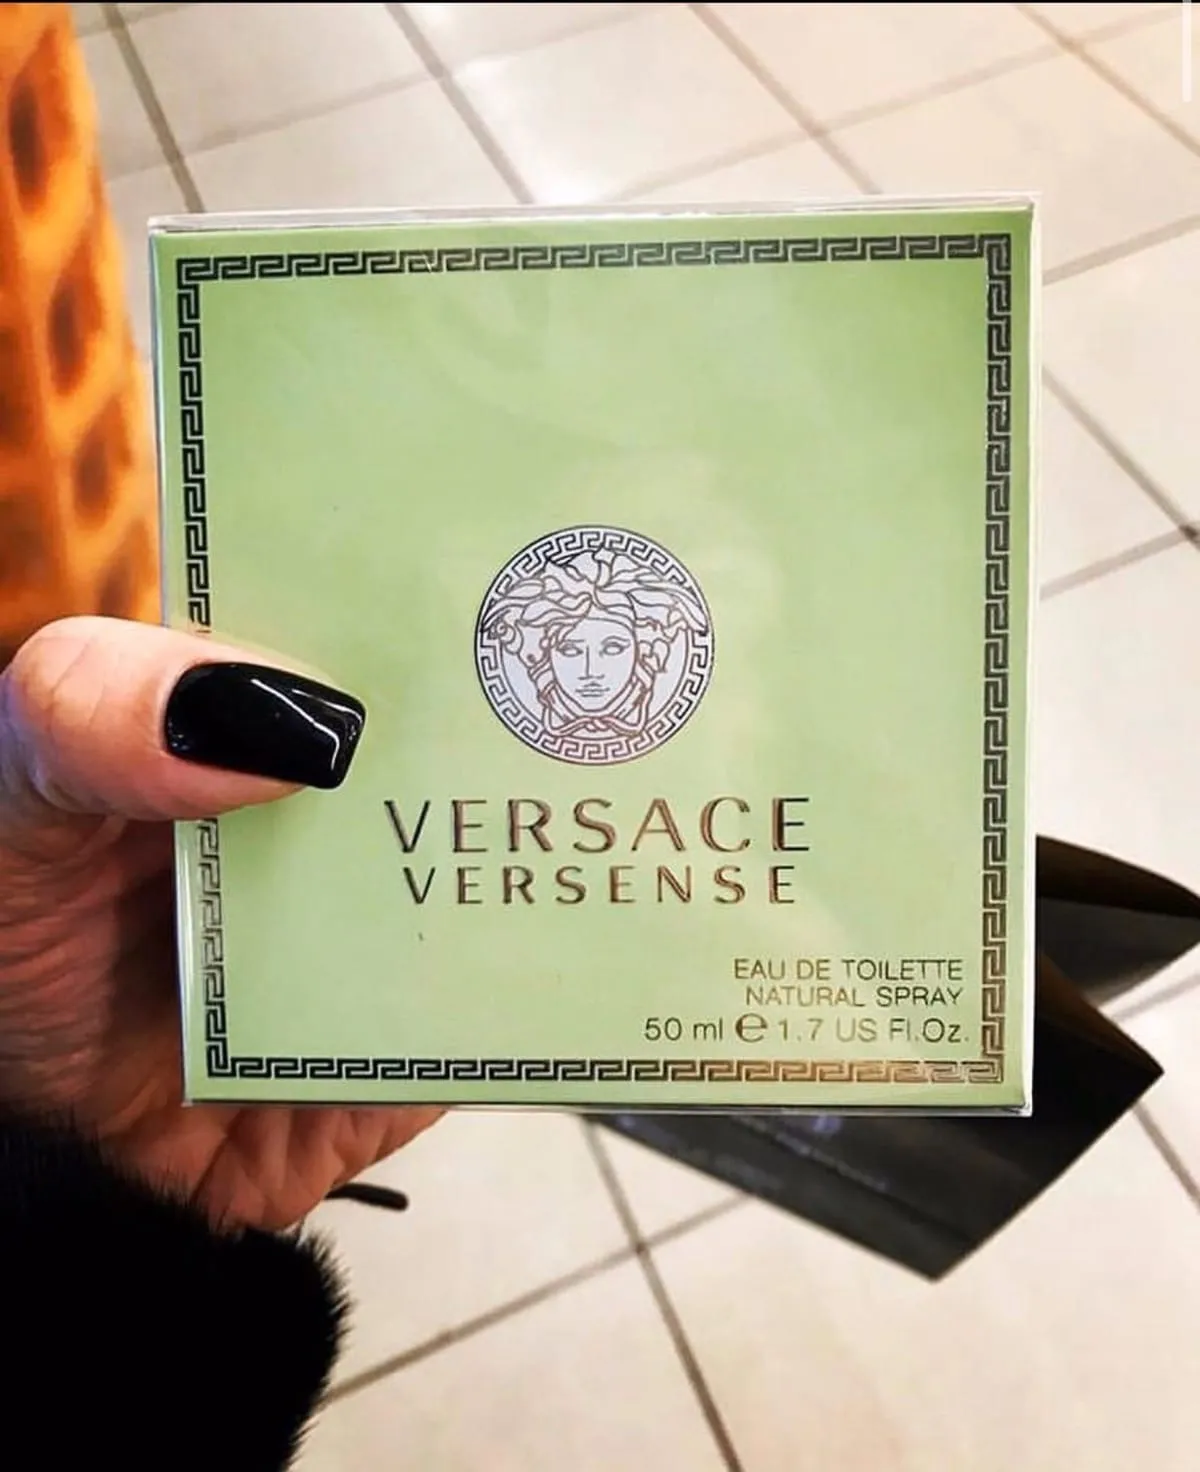 VERSACE
VERSENSE
EAU DE TOILETTE
NATURAL SPRAY
50 ml ℮ 1.7 US Fl.Oz.